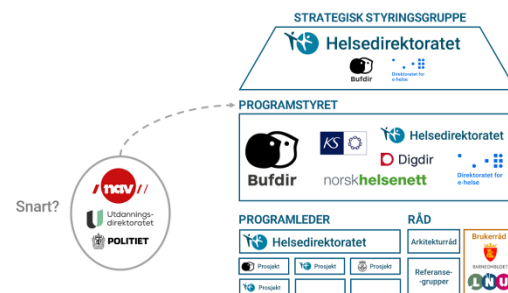 STRATEGISK STYRINGSGRUPPE
Helsedirektoratet
Bufdir
Direktoratet for
e-helse
PROGRAMSTYRET
Bufdir
KS
Helsedirektoratet
Digdir
norskhelsenett
Direktoratet for
e-helse
Snart?
nav
Utdannings-
direktoratet
POLITIET
PROGRAMLEDER
Helsedirektoratet
Prosjekt
Prosjekt
Prosjekt
Prosjekt
RÅD
Arkitekturråd
Referanse-
-grupper
Brukerråd
BARNEOMBUDET